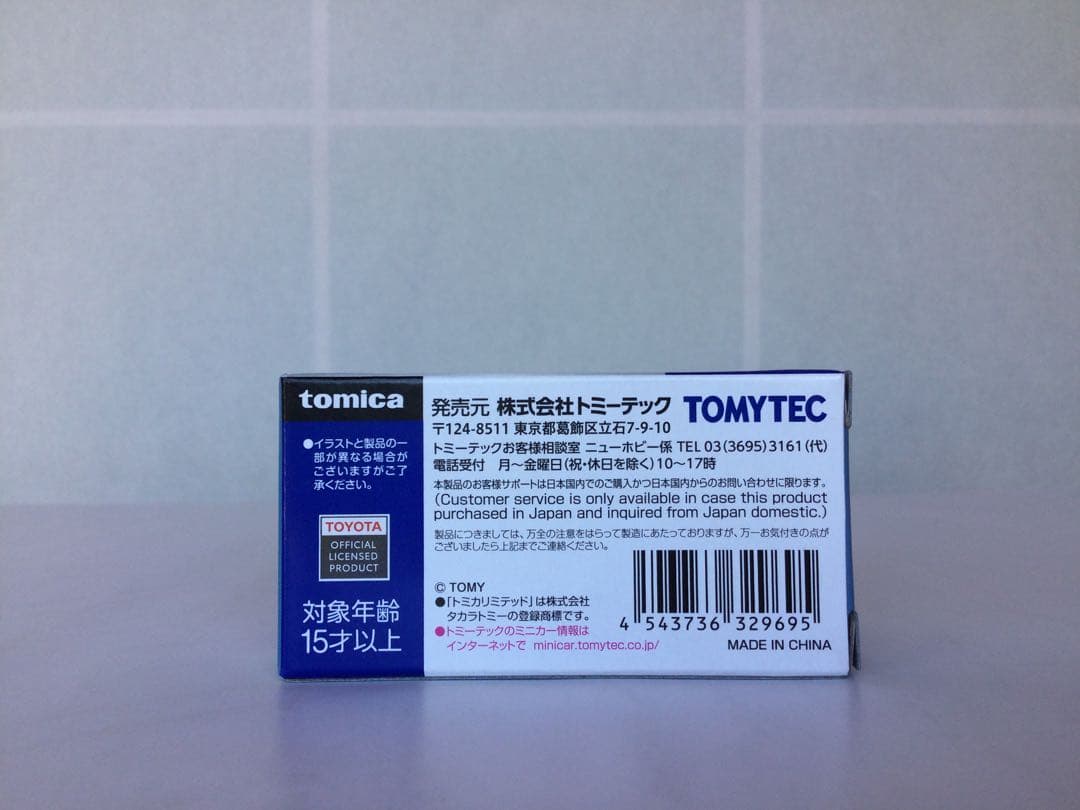 tomica
●イラストと製品の一
部が異なる場合が
ございますがご了
承ください。
TOYOTA
OFFICIAL
LICENSED
PRODUCT
対象年齢
15才以上
発売元 株式会社トミーテック TOMYTEC
〒124-8511 東京都葛飾区立石7-9-10
トミーテックお客様相談室 ニューホビー係 TEL 03(3695)3161(代)
電話受付 月〜金曜日(祝・休日を除く)10〜17時
本製品のお客様サポートは日本国内でのご購入かつ日本国内からのお問い合わせに限ります。
(Customer service is only available in case this product
purchased in Japan and inquired from Japan domestic.)
製品につきましては、万全の注意をはらって製造にあたっておりますが、万一お気付きの点が
ございましたら上記までご連絡ください。
© TOMY
●「トミカリミテッド」は株式会社
タカラトミーの登録商標です。
●トミーテックのミニカー情報は
インターネットで minicar.tomytec.co.jp/
4 543736 329695
MADE IN CHINA